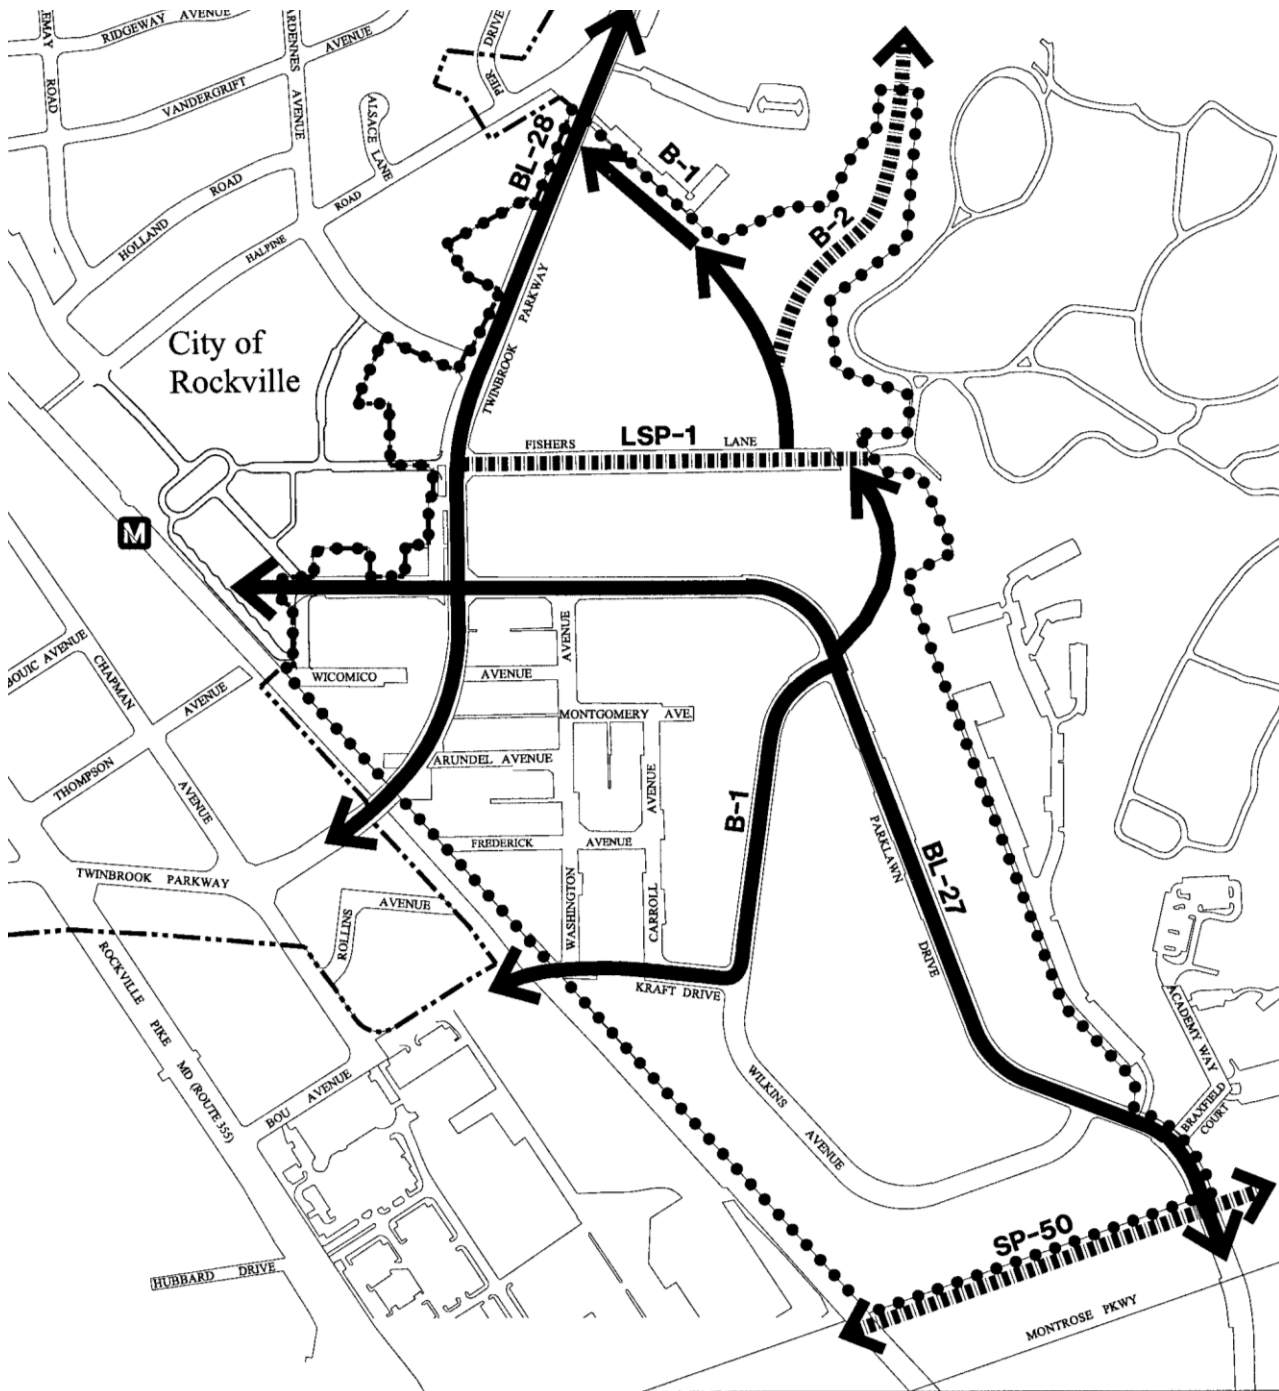 EMAY
ROAD
RIDGEWAY AVENUE
ARDENNES
AVENUE
AVENUE
PIER-
DRIVE
VANDERGRIFT
ALSACE LANE
BL-28
B-1
HOLLAND ROAD
HALPINE
ROAD
B-2
City of
Rockville
TWINBROOK PARKWAY
FISHERS LANE
LSP-1
M
BOUIC AVENUE
CHAPMAN
AVENUE
THOMPSON
AVENUE
WICOMICO
AVENUE
AVENUE
MONTGOMERY AVE.
ARUNDEL AVENUE
AVENUE
FREDERICK AVENUE
B-1
PARKLAWN
DRIVE
BL-27
TWINBROOK PARKWAY
ROLLINS
AVENUE
WASHINGTON
CARROLL
KRAFT DRIVE
ROCKVILLE PIKE MD (ROUTE 355)
BOU AVENUE
WILKINS
AVENUE
ACADEMY WAY
BRAXFIELD
COURT
SP-50
HUBBARD DRIVE
MONTROSE PKWY